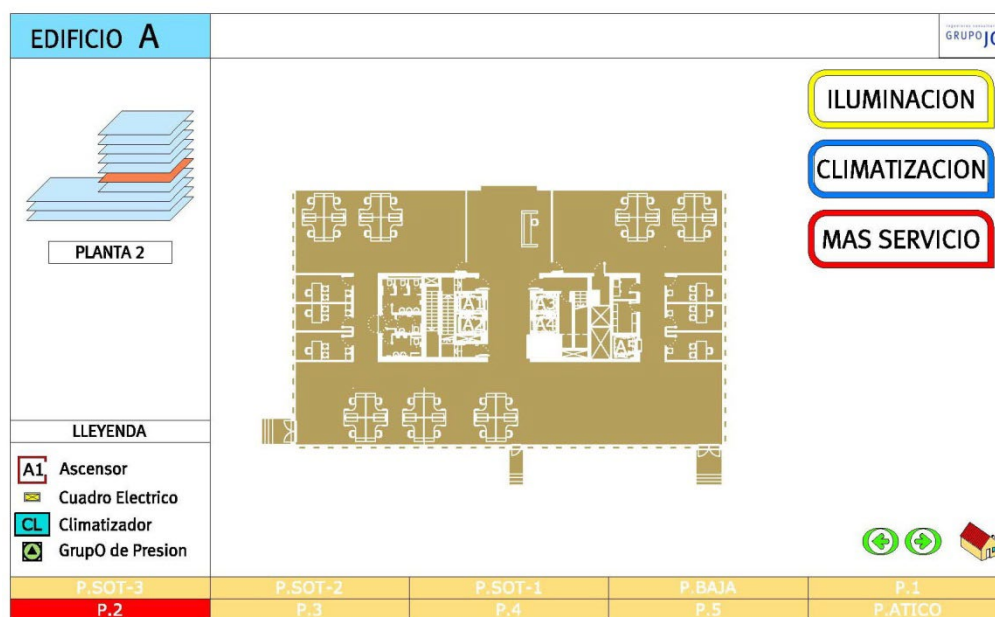 EDIFICIO A
GRUPO JG
ILUMINACION
CLIMATIZACION
MAS SERVICIO
PLANTA 2
A1
A3
A2
A5
LLEYENDA
A1 Ascensor
Cuadro Electrico
CL Climatizador
GrupO de Presion
P.SOT-3 P.SOT-2 P.SOT-1 P.BAJA P.1
P.2 P.3 P.4 P.5 P.ATICO